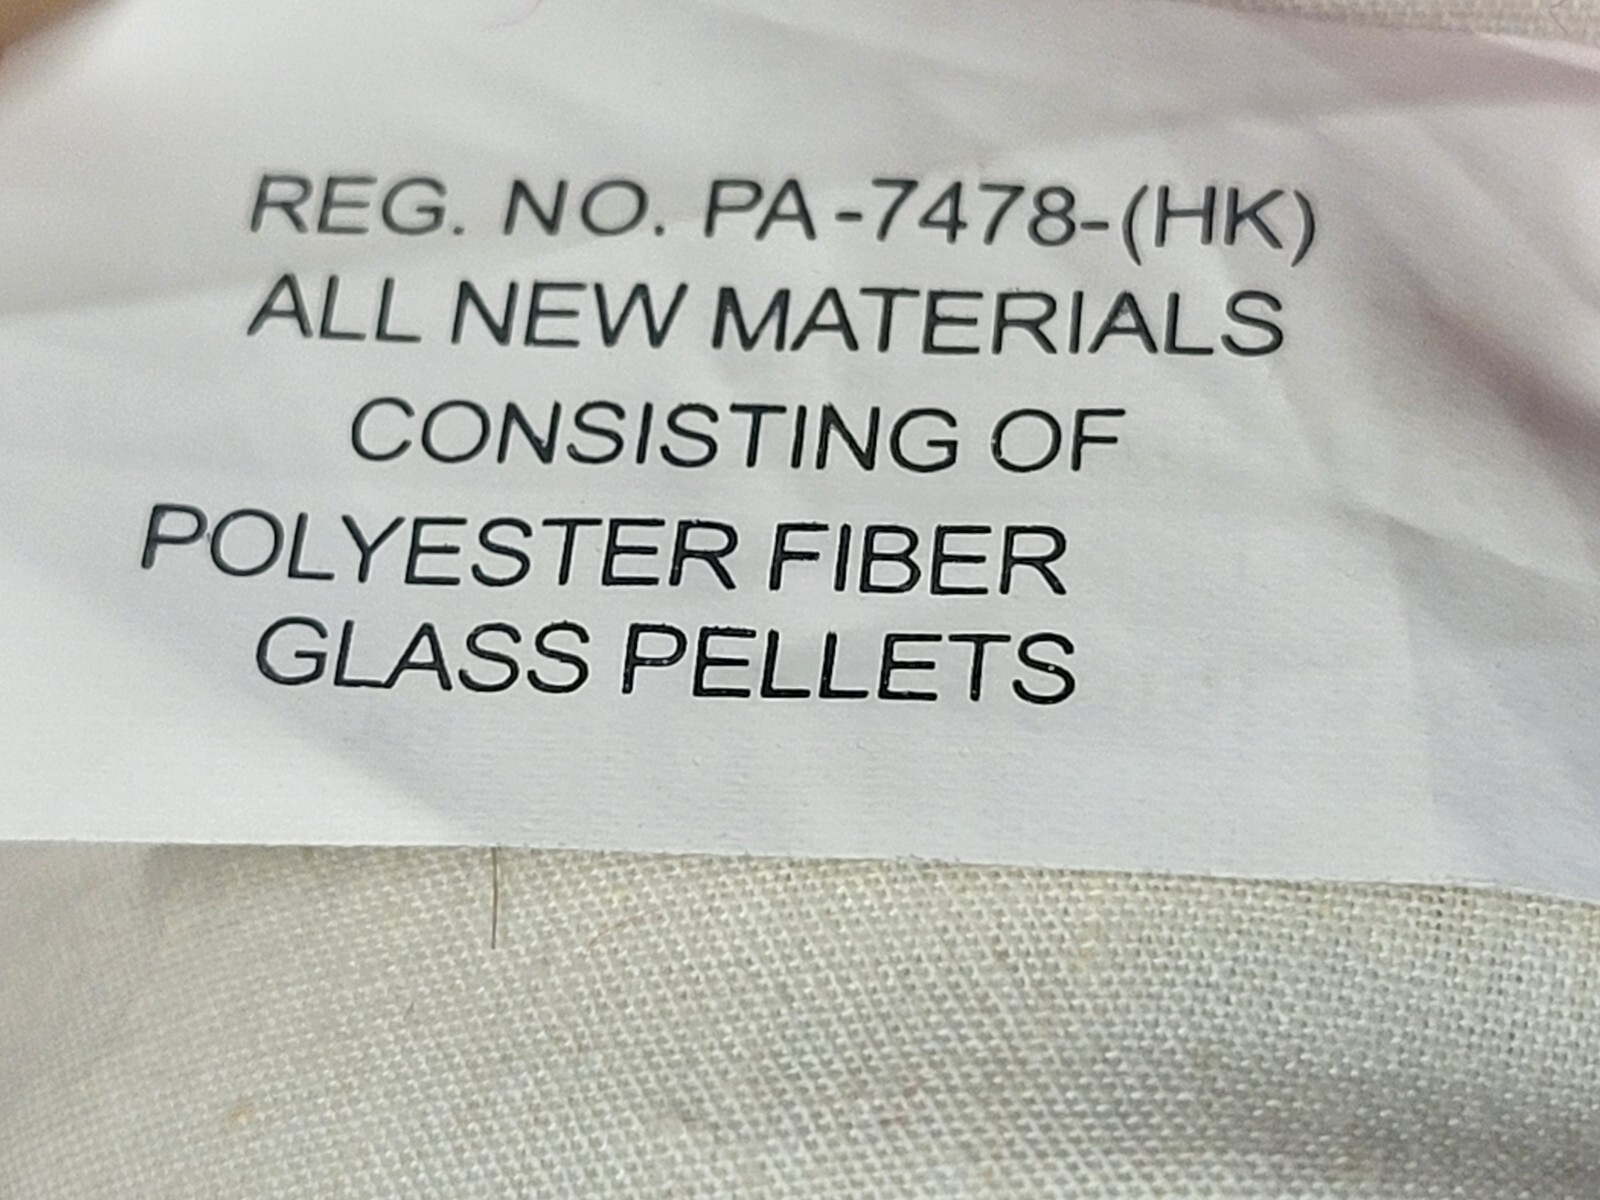 REG. NO. PA-7478-(HK)
ALL NEW MATERIALS
CONSISTING OF
POLYESTER FIBER
GLASS PELLETS